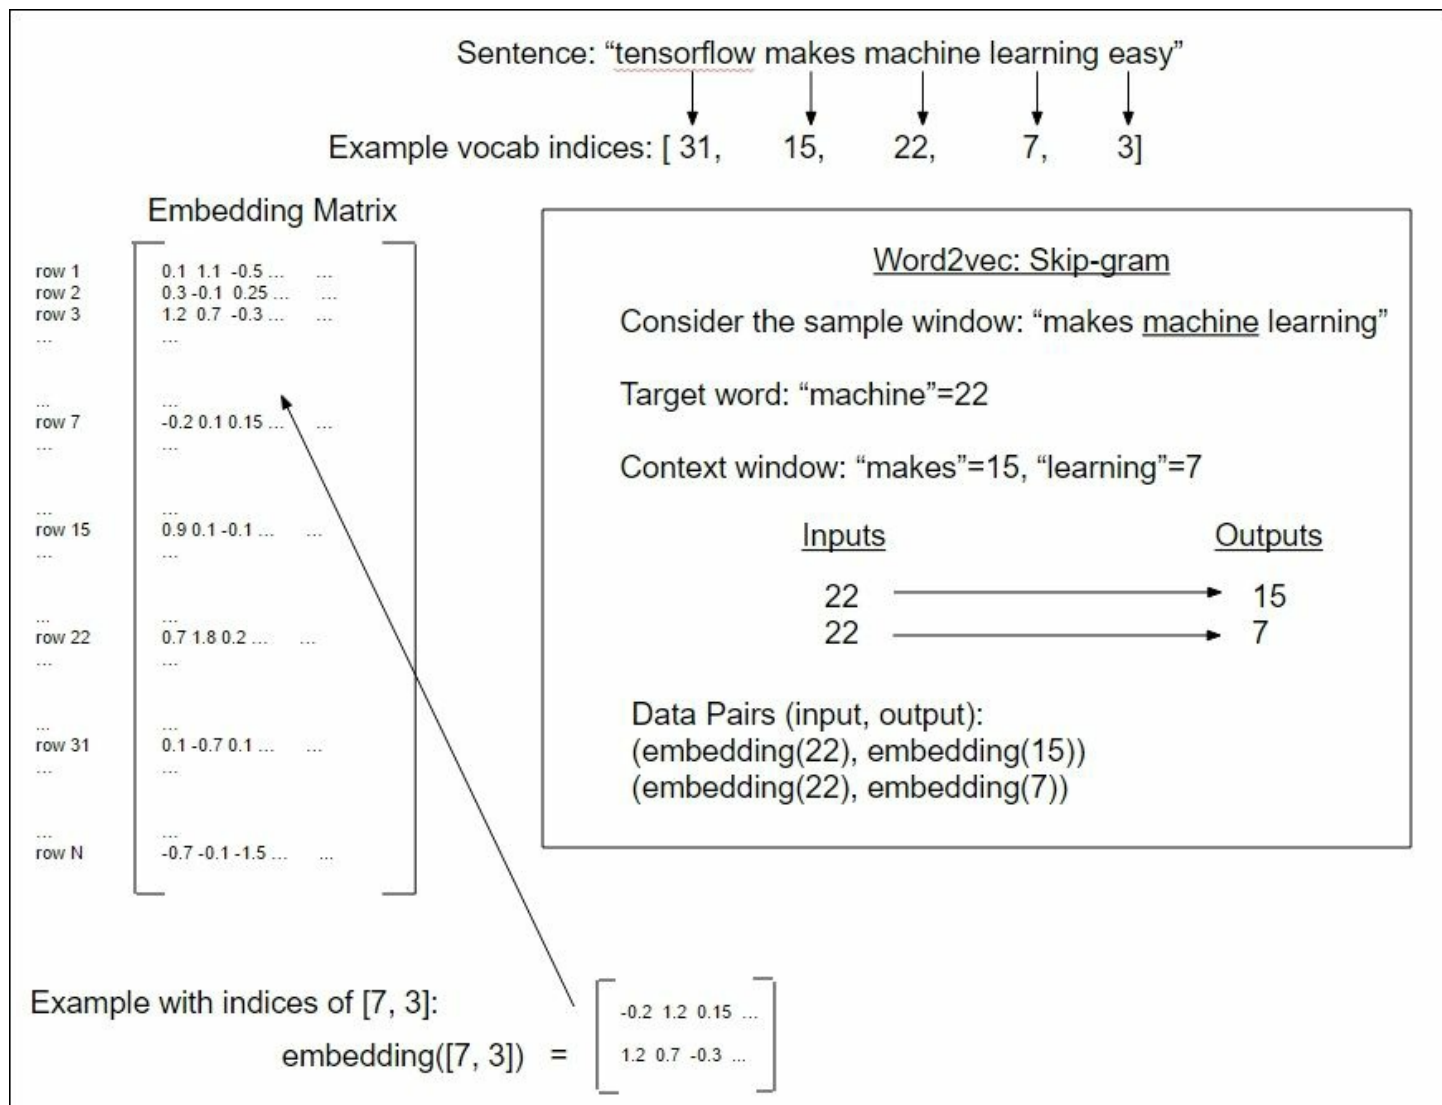 Sentence: “tensorflow makes machine learning easy”
Example vocab indices: [ 31, 15, 22, 7, 3]
Embedding Matrix
row 1 0.1 1.1 -0.5 ... ...
row 2 0.3 -0.1 0.25 ... ...
row 3 1.2 0.7 -0.3 ... ...
... ...
... ...
row 7 -0.2 0.1 0.15 ... ...
... ...
... ...
row 15 0.9 0.1 -0.1 ... ...
... ...
... ...
row 22 0.7 1.8 0.2 ... ...
... ...
... ...
row 31 0.1 -0.7 0.1 ... ...
... ...
... ...
row N -0.7 -0.1 -1.5 ... ...
Word2vec: Skip-gram
Consider the sample window: “makes machine learning”
Target word: “machine”=22
Context window: “makes”=15, “learning”=7
Inputs Outputs
22 15
22 7
Data Pairs (input, output):
(embedding(22), embedding(15))
(embedding(22), embedding(7))
Example with indices of [7, 3]:
embedding([7, 3]) =
-0.2 1.2 0.15 ...
1.2 0.7 -0.3 ...